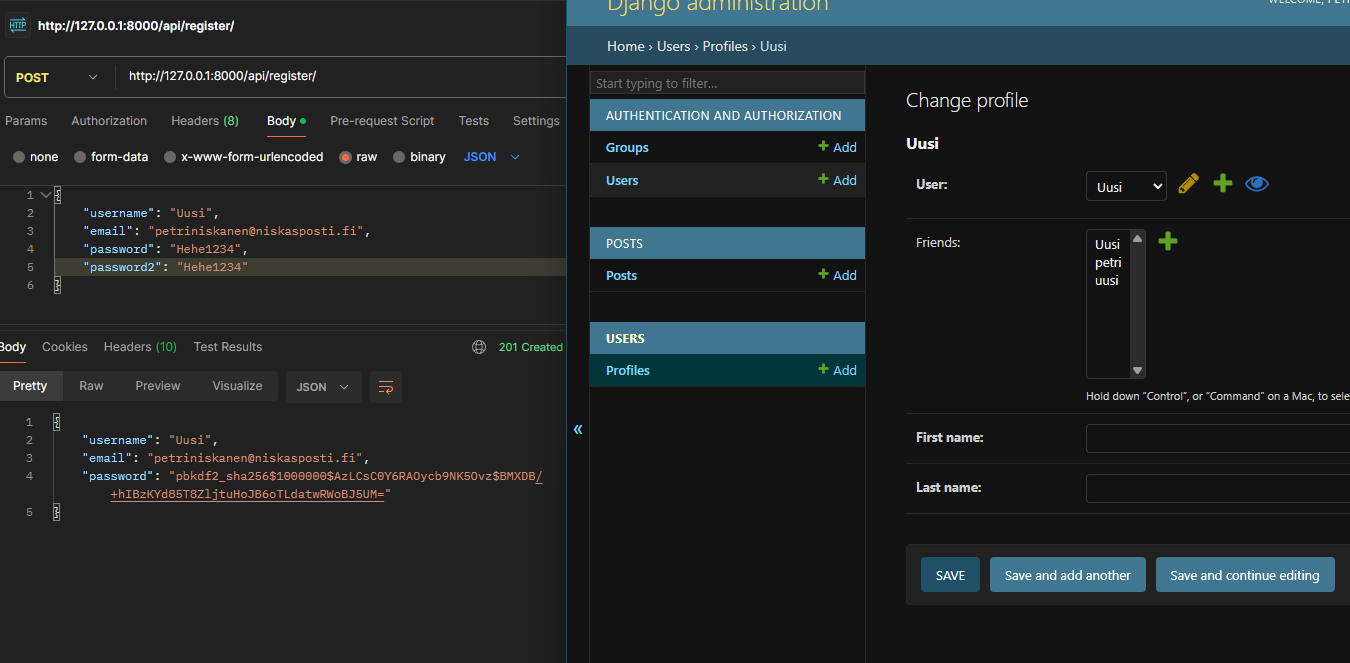 HTTP http://127.0.0.1:8000/api/register/
POST http://127.0.0.1:8000/api/register/
Params Authorization Headers (8) Body Pre-request Script Tests Settings
none form-data x-www-form-urlencoded raw binary JSON
1 {
2 "username": "Uusi",
3 "email": "petriniskanen@niskasposti.fi",
4 "password": "Hehe1234",
5 "password2": "Hehe1234"
6 }
Body Cookies Headers (10) Test Results 201 Created
Pretty Raw Preview Visualize JSON
1 {
2 "username": "Uusi",
3 "email": "petriniskanen@niskasposti.fi",
4 "password": "pbkdf2_sha256$1000000$AzLCsC0Y6RAOycb9NK5Ovz$BMXDB/
+hIBzKYd85T8ZljtuHoJB6oTLdatwRWoBJ5UM="
5 }
Django administration
WELCOME, PETR
Home › Users › Profiles › Uusi
Start typing to filter...
AUTHENTICATION AND AUTHORIZATION
Groups + Add
Users + Add
POSTS
Posts + Add
USERS
Profiles + Add
«
Change profile
Uusi
User: Uusi
Friends:
Uusi
petri
uusi
Hold down “Control”, or “Command” on a Mac, to sele
First name:
Last name:
SAVE Save and add another Save and continue editing